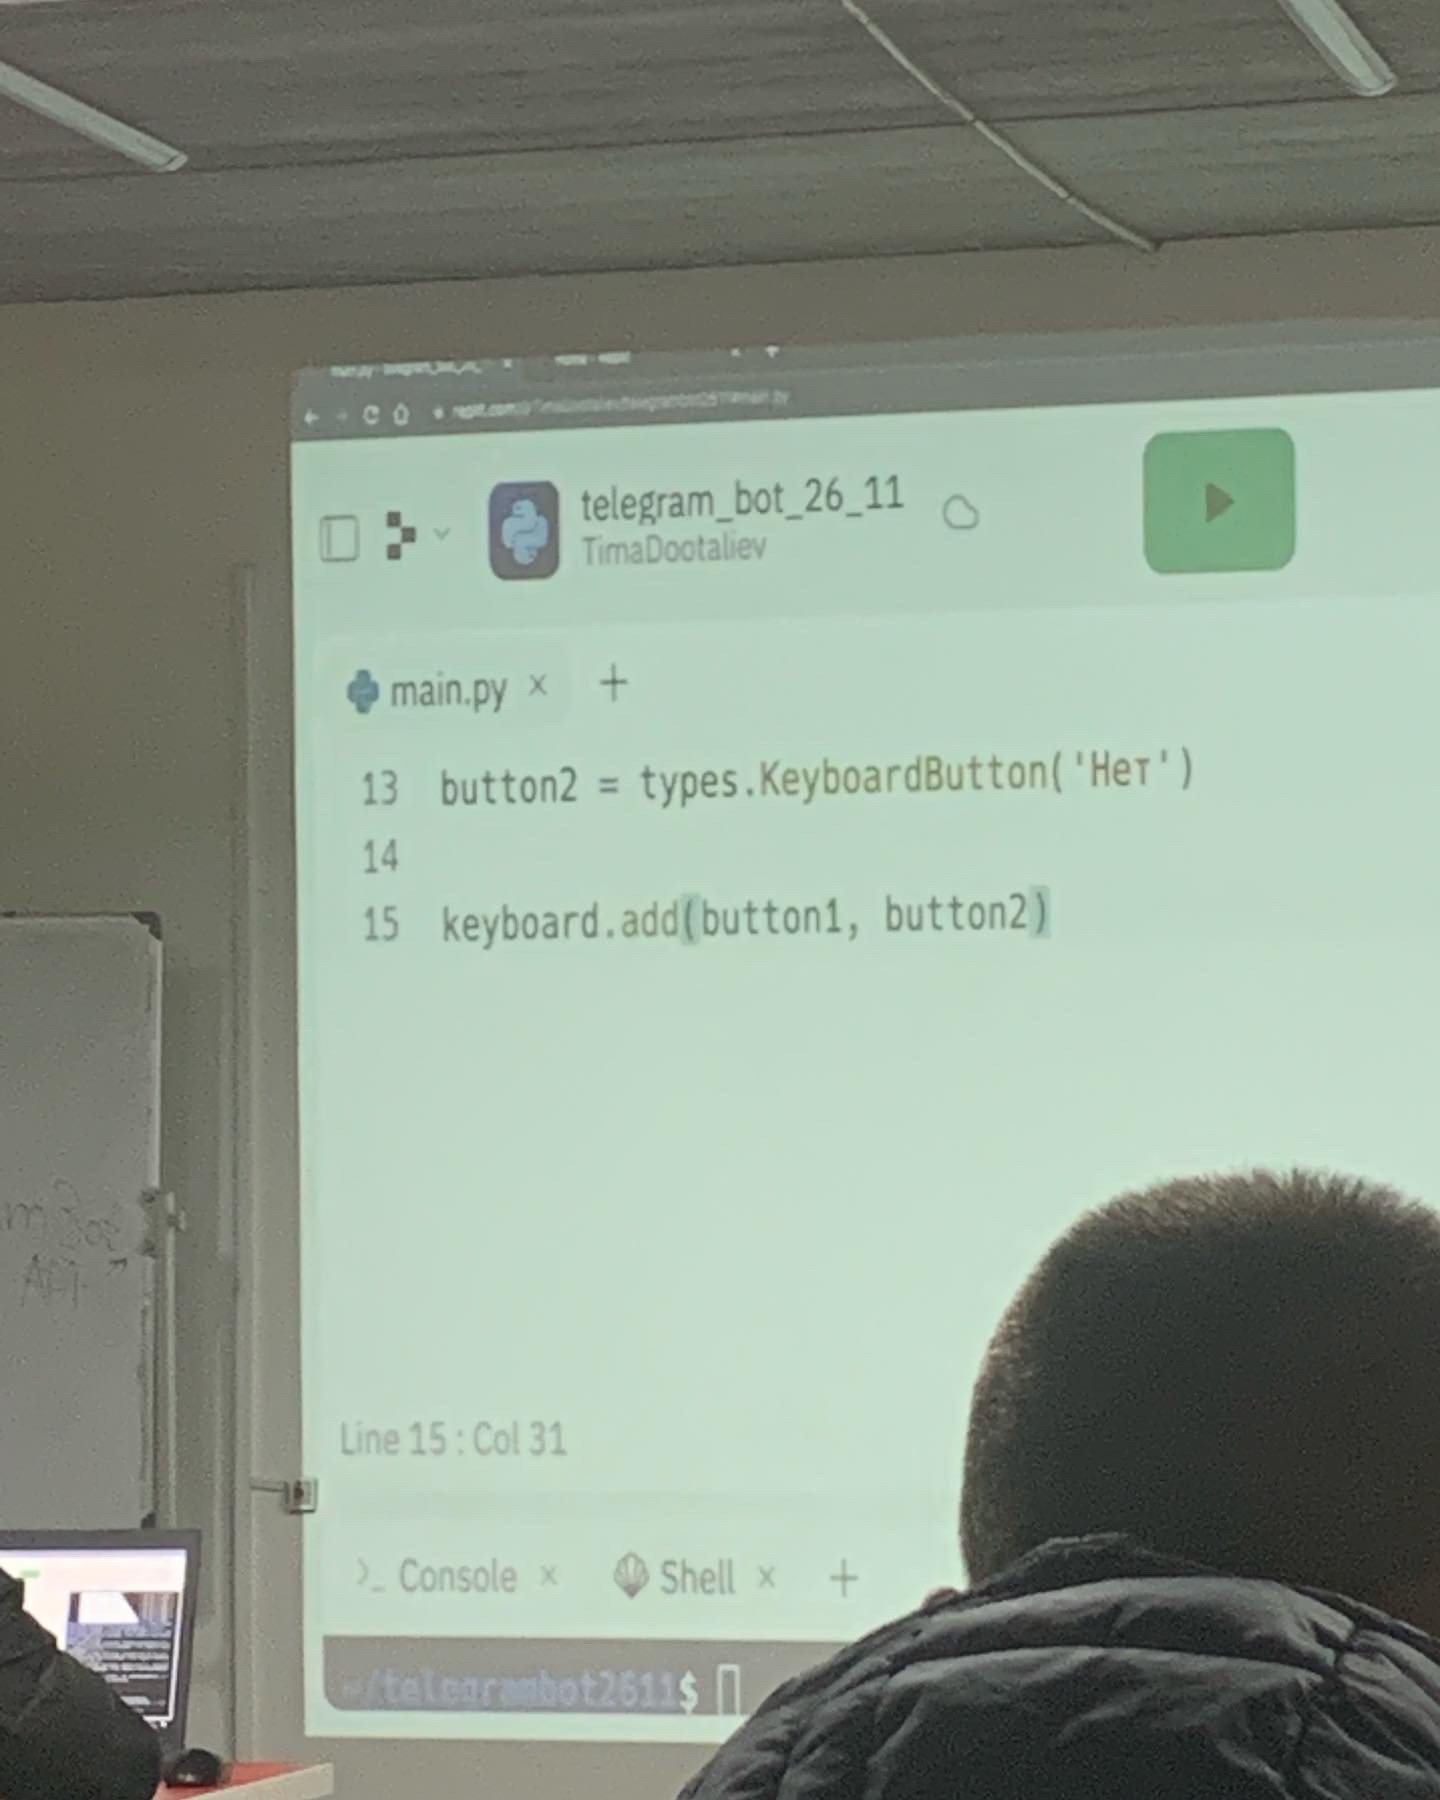 telegram_bot_26_11
TimaDootaliev
main.py
13 button2 = types.KeyboardButton('Нет')
14
15 keyboard.add(button1, button2)
API
Line 15 : Col 31
Console
Shell
~/telegrambot2611$